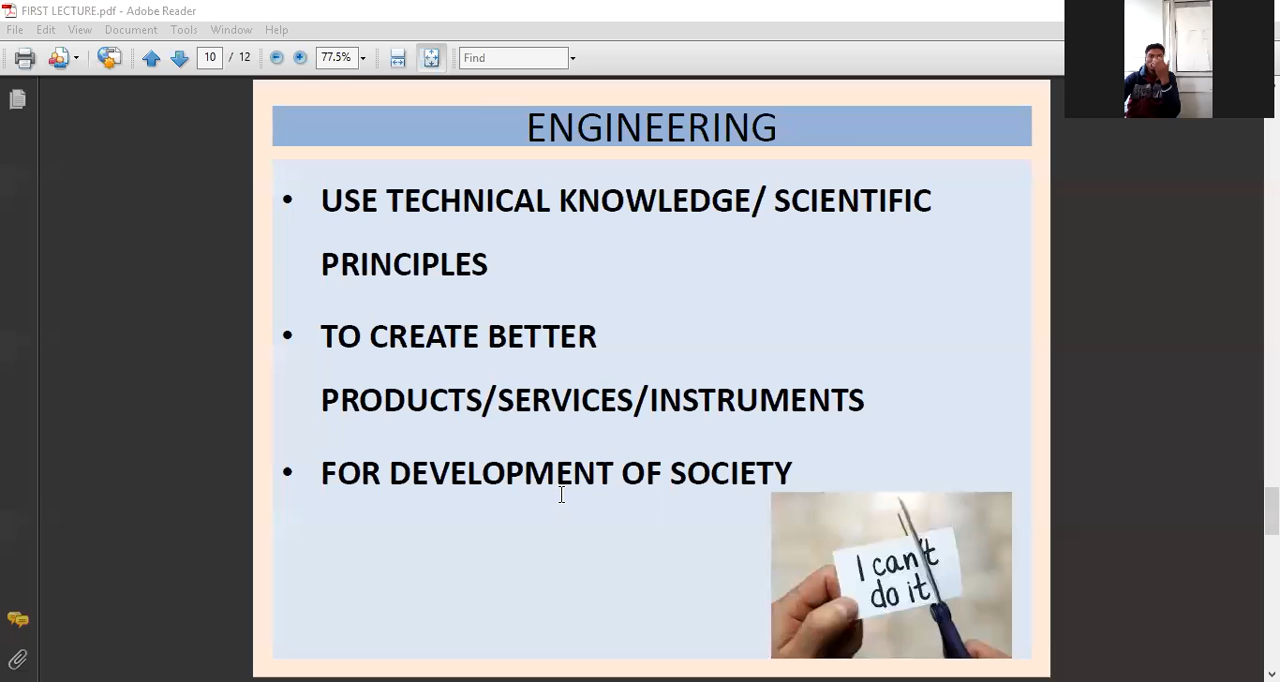 FIRST LECTURE.pdf - Adobe Reader
File Edit View Document Tools Window Help
10 / 12 77.5% Find
ENGINEERING
• USE TECHNICAL KNOWLEDGE/ SCIENTIFIC
PRINCIPLES
• TO CREATE BETTER
PRODUCTS/SERVICES/INSTRUMENTS
• FOR DEVELOPMENT OF SOCIETY
I can't
do it